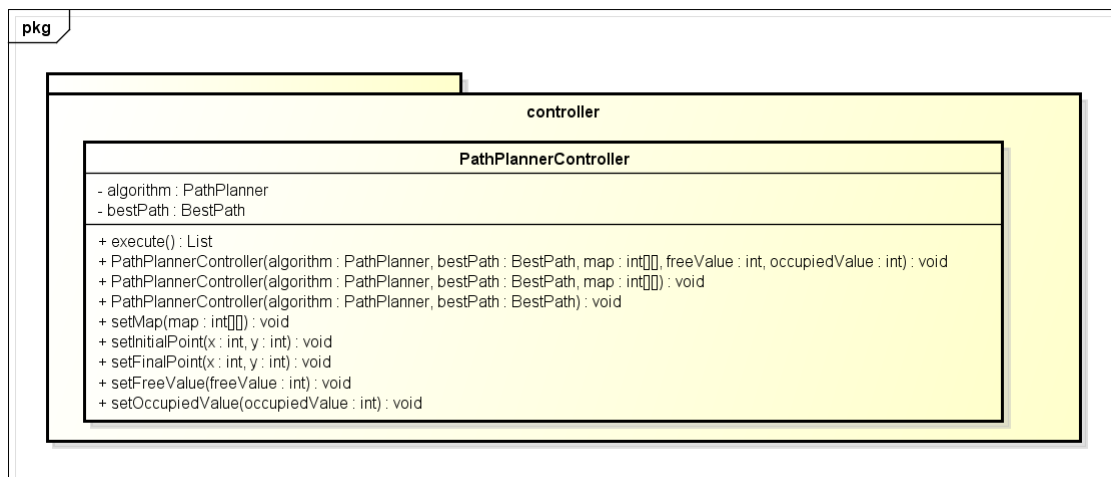 pkg
controller
PathPlannerController
- algorithm : PathPlanner
- bestPath : BestPath
+ execute() : List
+ PathPlannerController(algorithm : PathPlanner, bestPath : BestPath, map : int[][], freeValue : int, occupiedValue : int) : void
+ PathPlannerController(algorithm : PathPlanner, bestPath : BestPath, map : int[][]) : void
+ PathPlannerController(algorithm : PathPlanner, bestPath : BestPath) : void
+ setMap(map : int[][]) : void
+ setInitialPoint(x : int, y : int) : void
+ setFinalPoint(x : int, y : int) : void
+ setFreeValue(freeValue : int) : void
+ setOccupiedValue(occupiedValue : int) : void